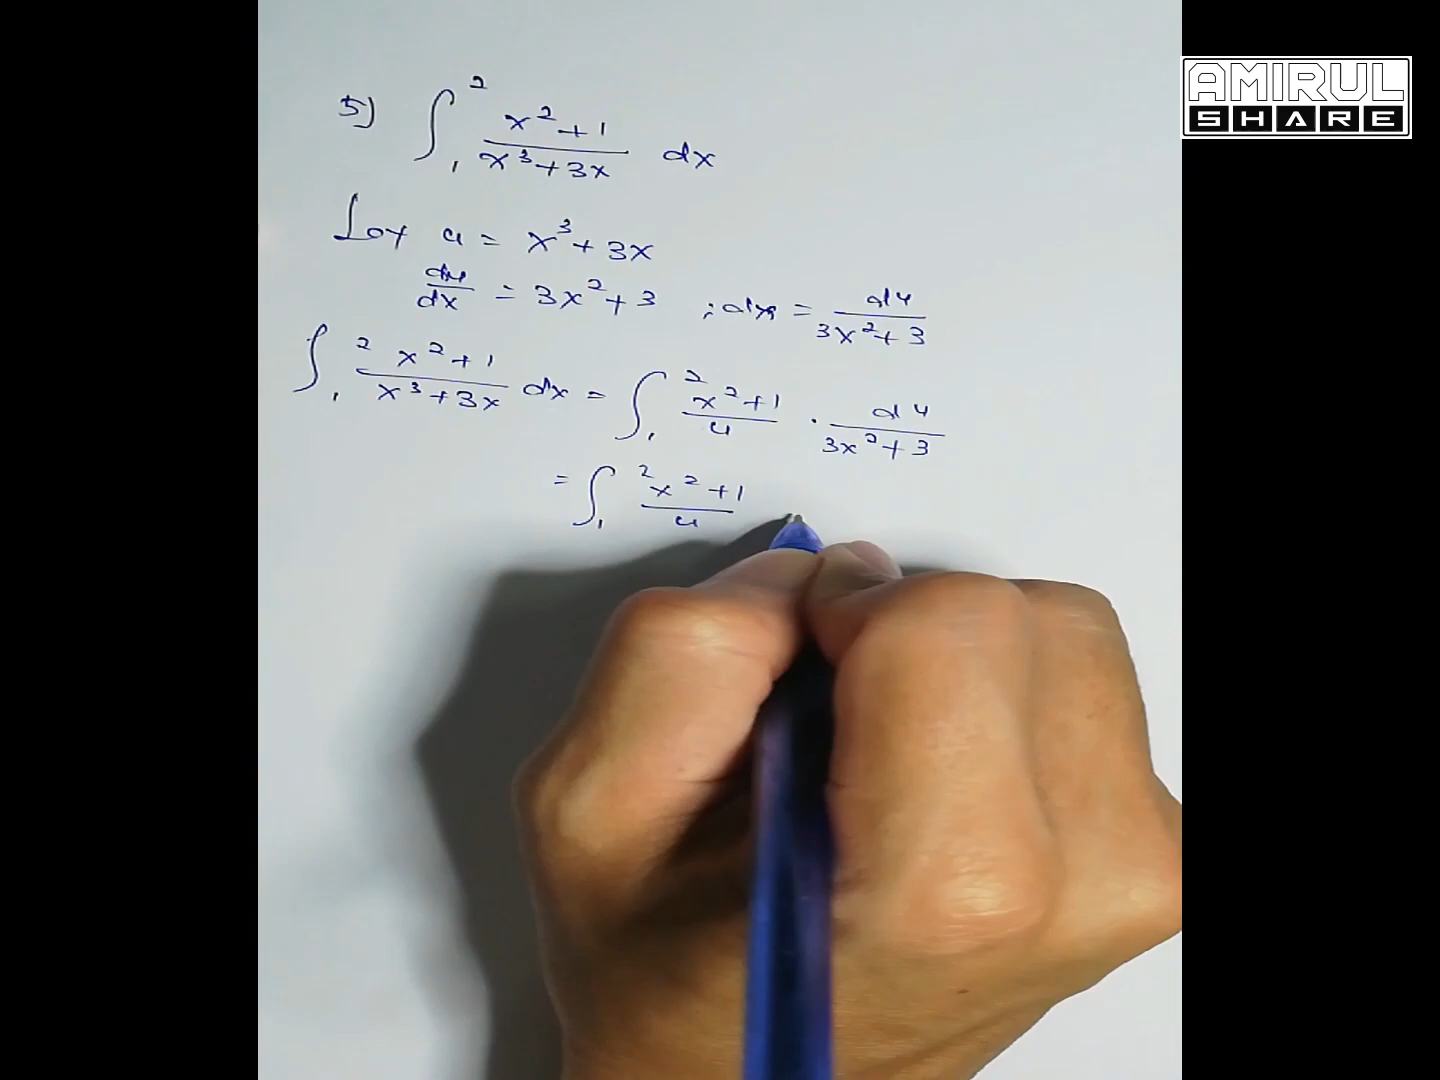 AMIRUL
SHARE
5) ∫₁² (x²+1)/(x³+3x) dx
Let u = x³+3x
du/dx = 3x²+3 ; dx = du/(3x²+3)
∫₁² (x²+1)/(x³+3x) dx = ∫₁² (x²+1)/u · du/(3x²+3)
= ∫₁² (x²+1)/u